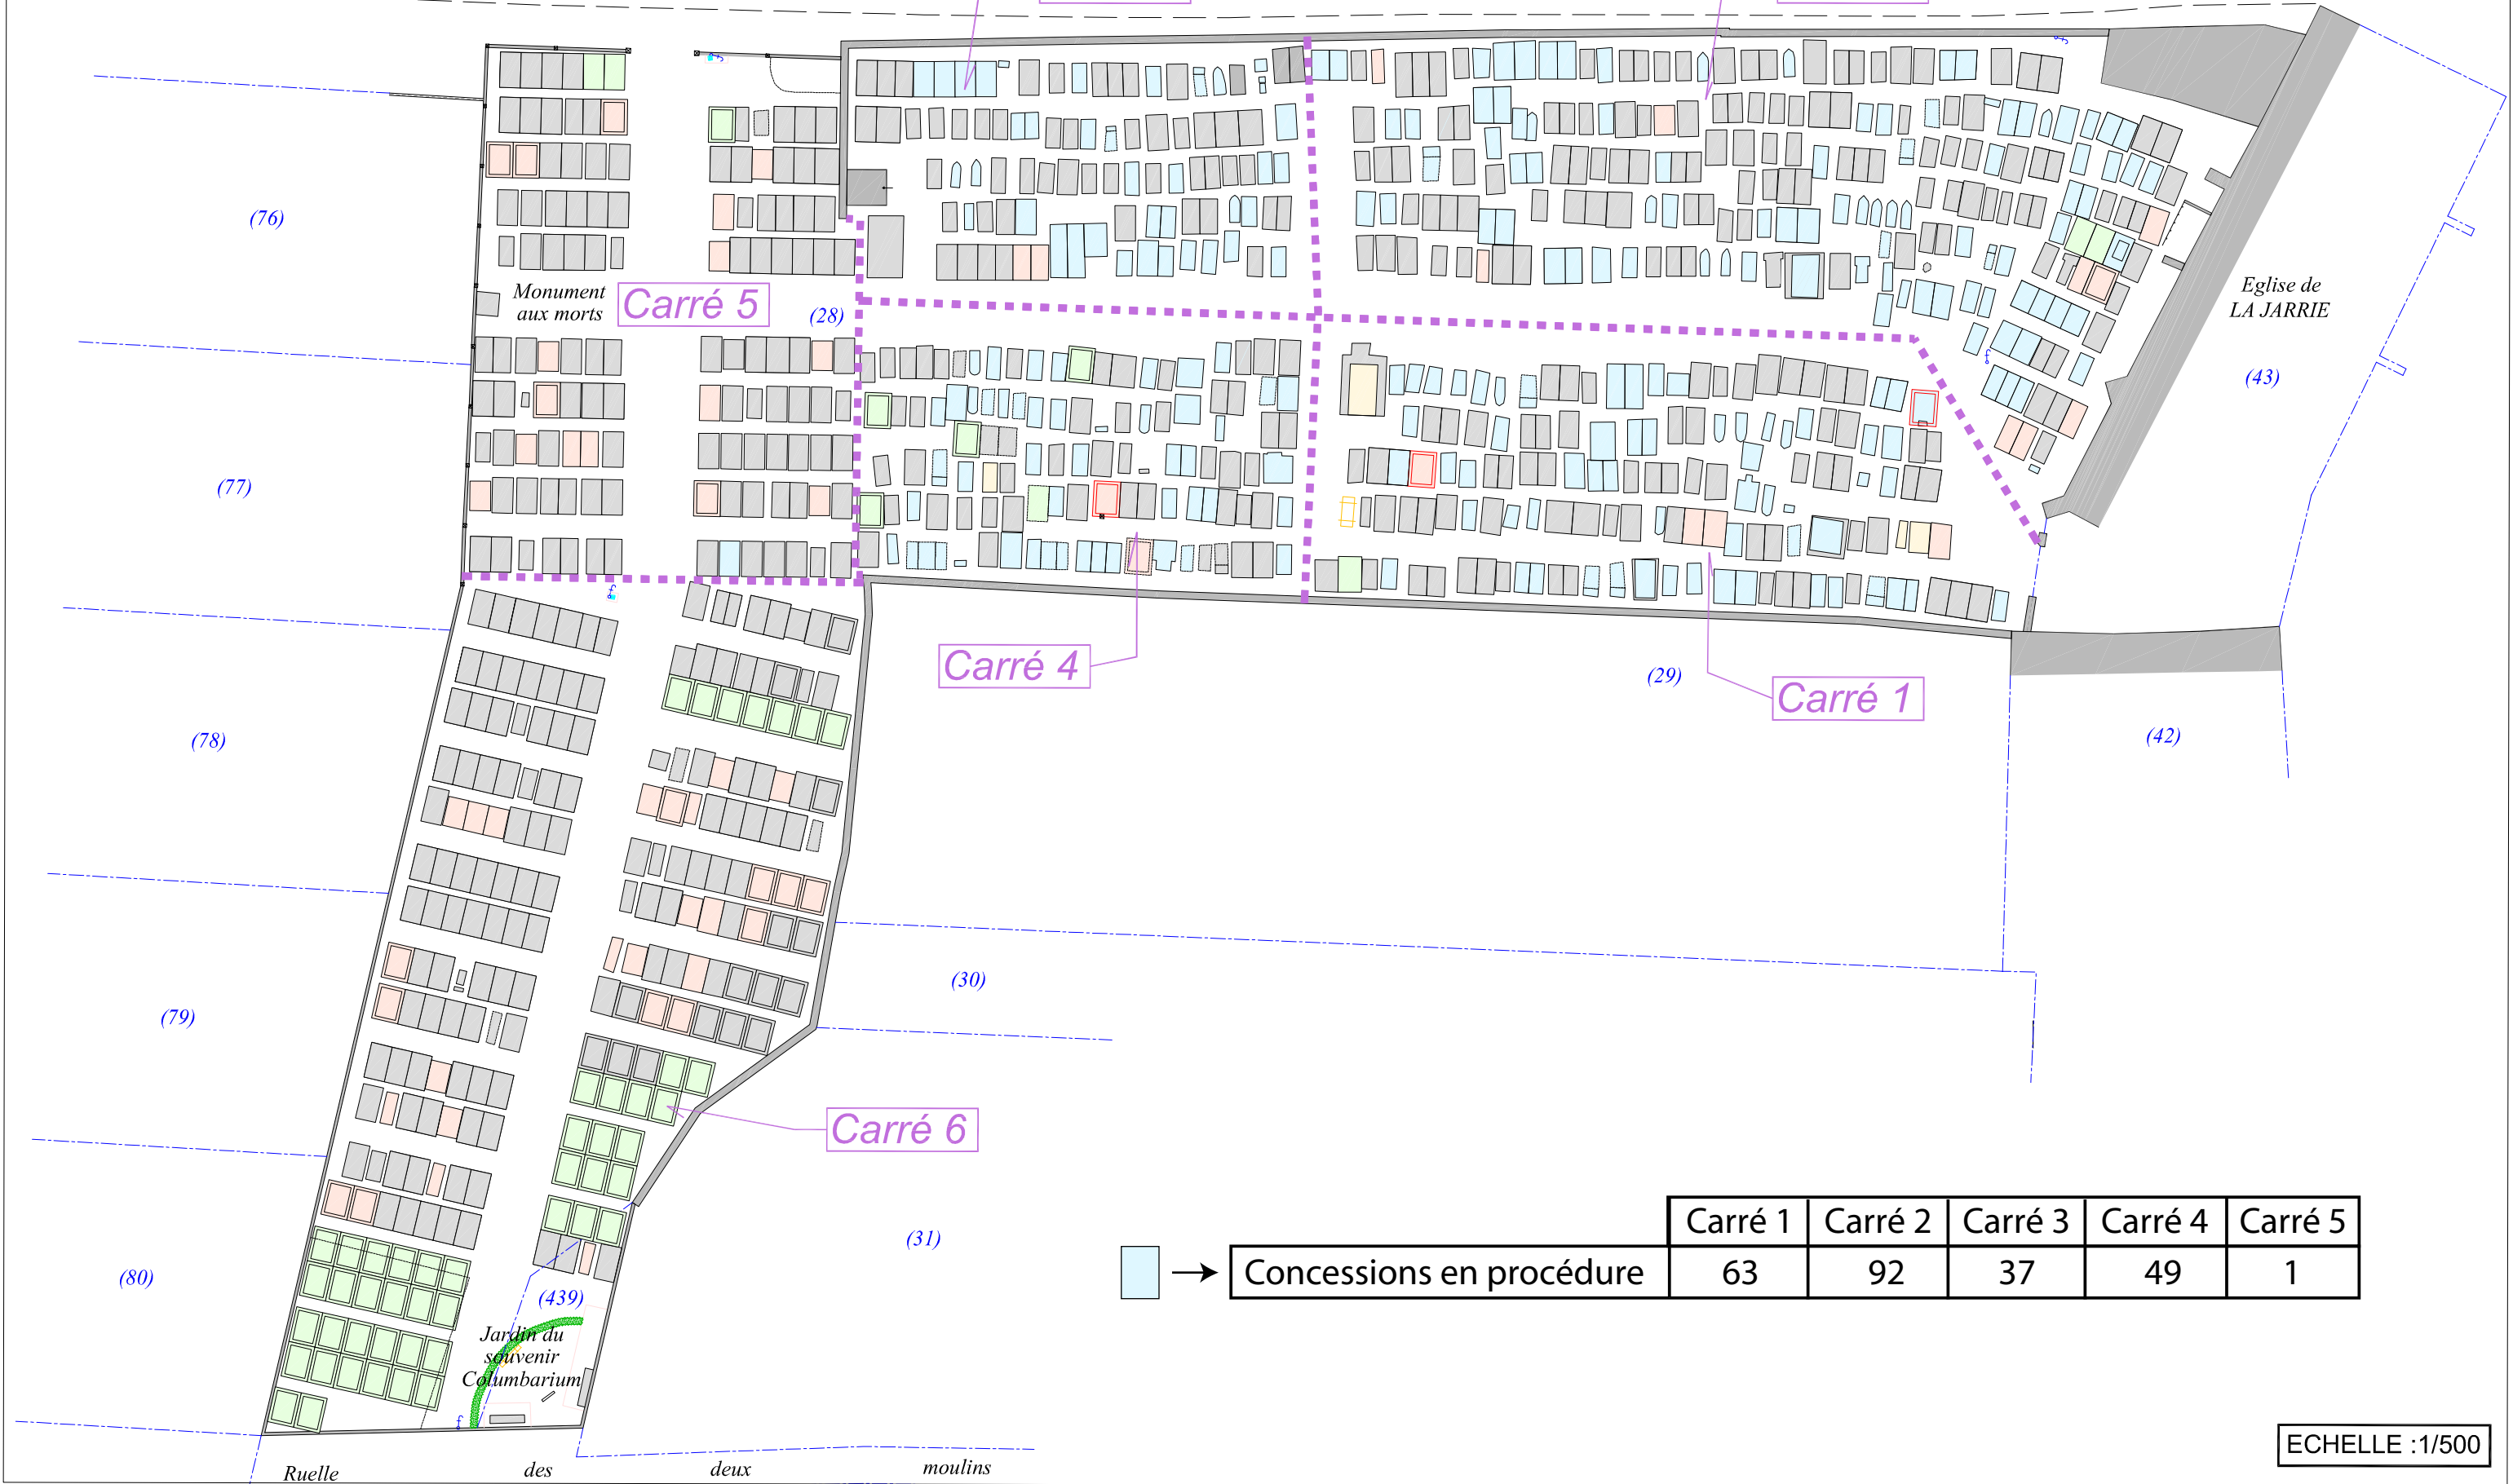 (76)
Monument
aux morts
Carré 5
(28)
Eglise de
LA JARRIE
(43)
(77)
Carré 4
(29)
Carré 1
(78)
(42)
(30)
(79)
Carré 6
(31)
Carré 1 Carré 2 Carré 3 Carré 4 Carré 5
Concessions en procédure 63 92 37 49 1
(80)
(439)
Jardin du
souvenir
Columbarium
ECHELLE :1/500
Ruelle des deux moulins